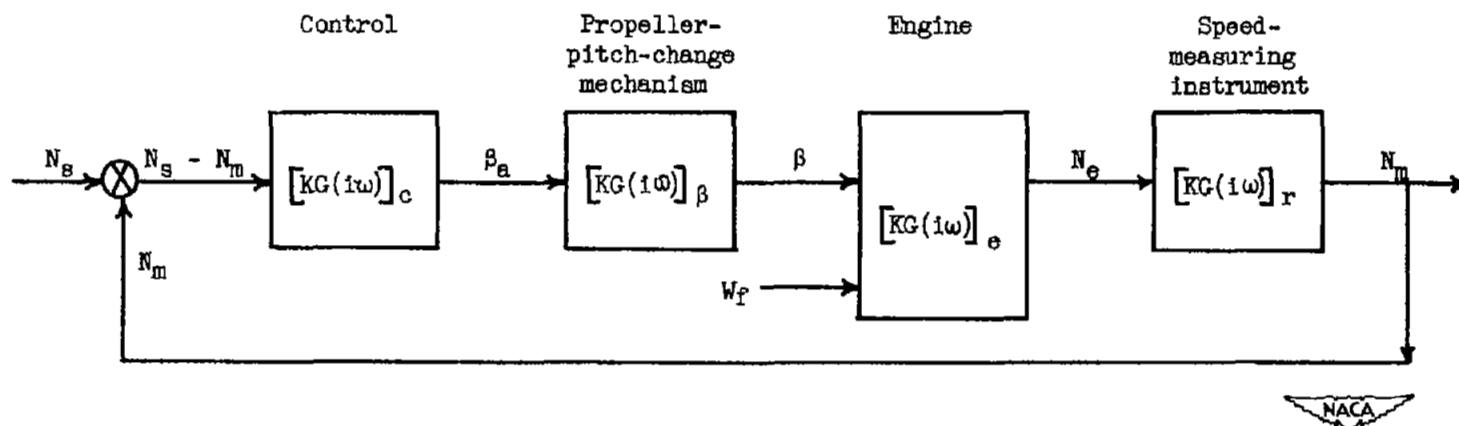 Control
Propeller-
pitch-change
mechanism
Engine
Speed-
measuring
instrument
N_s
N_s - N_m
[KG(iω)]_c
β_a
[KG(iω)]_β
β
[KG(iω)]_e
N_e
[KG(iω)]_r
N_m
N_m
W_f
NACA